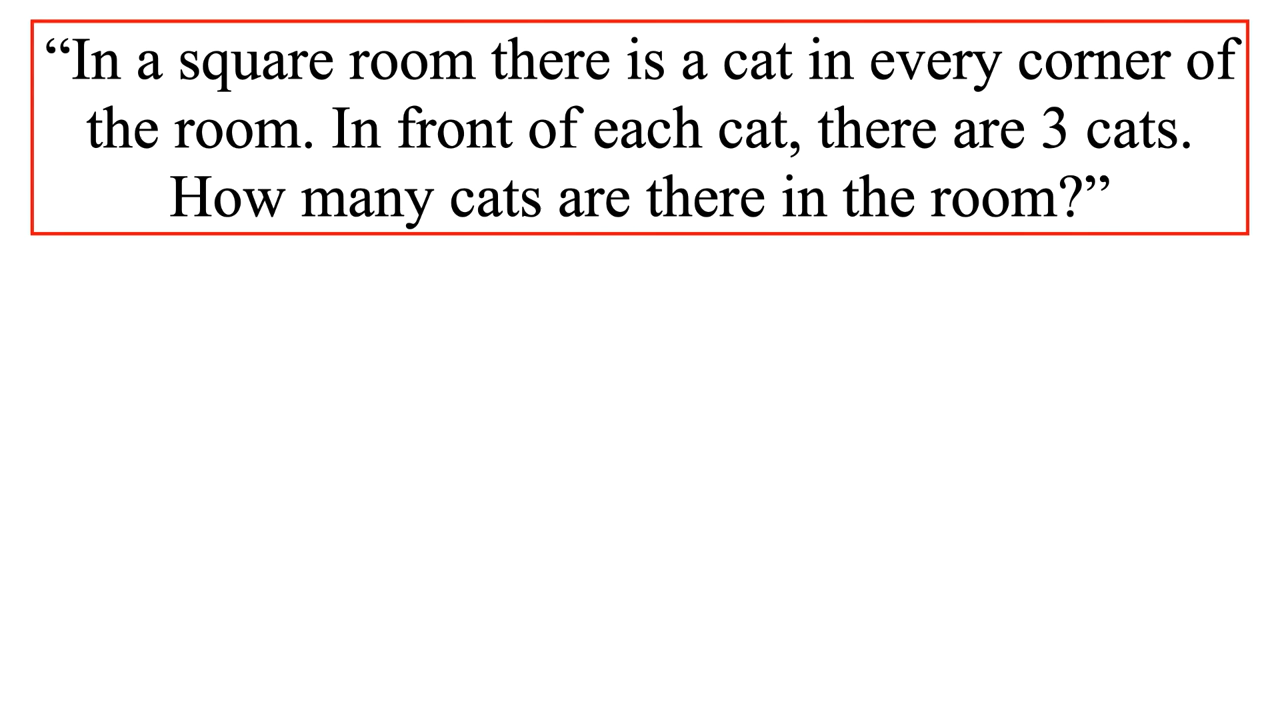 “In a square room there is a cat in every corner of
the room. In front of each cat, there are 3 cats.
How many cats are there in the room?”